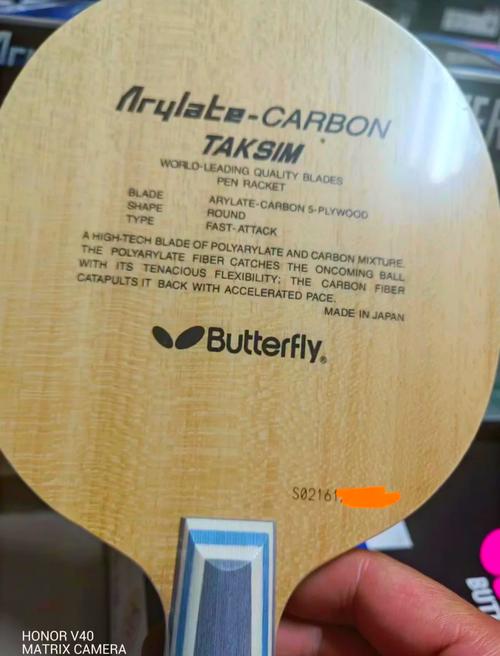 Arylate-CARBON
TAKSIM
WORLD-LEADING QUALITY BLADES
PEN RACKET
BLADE ARYLATE-CARBON 5-PLYWOOD
SHAPE ROUND
TYPE FAST-ATTACK
A HIGH-TECH BLADE OF POLYARYLATE AND CARBON MIXTURE.
THE POLYARYLATE FIBER CATCHES THE ONCOMING BALL
WITH ITS TENACIOUS FLEXIBILITY; THE CARBON FIBER
CATAPULTS IT BACK WITH ACCELERATED PACE.
MADE IN JAPAN
Butterfly®
S02161
HONOR V40
MATRIX CAMERA